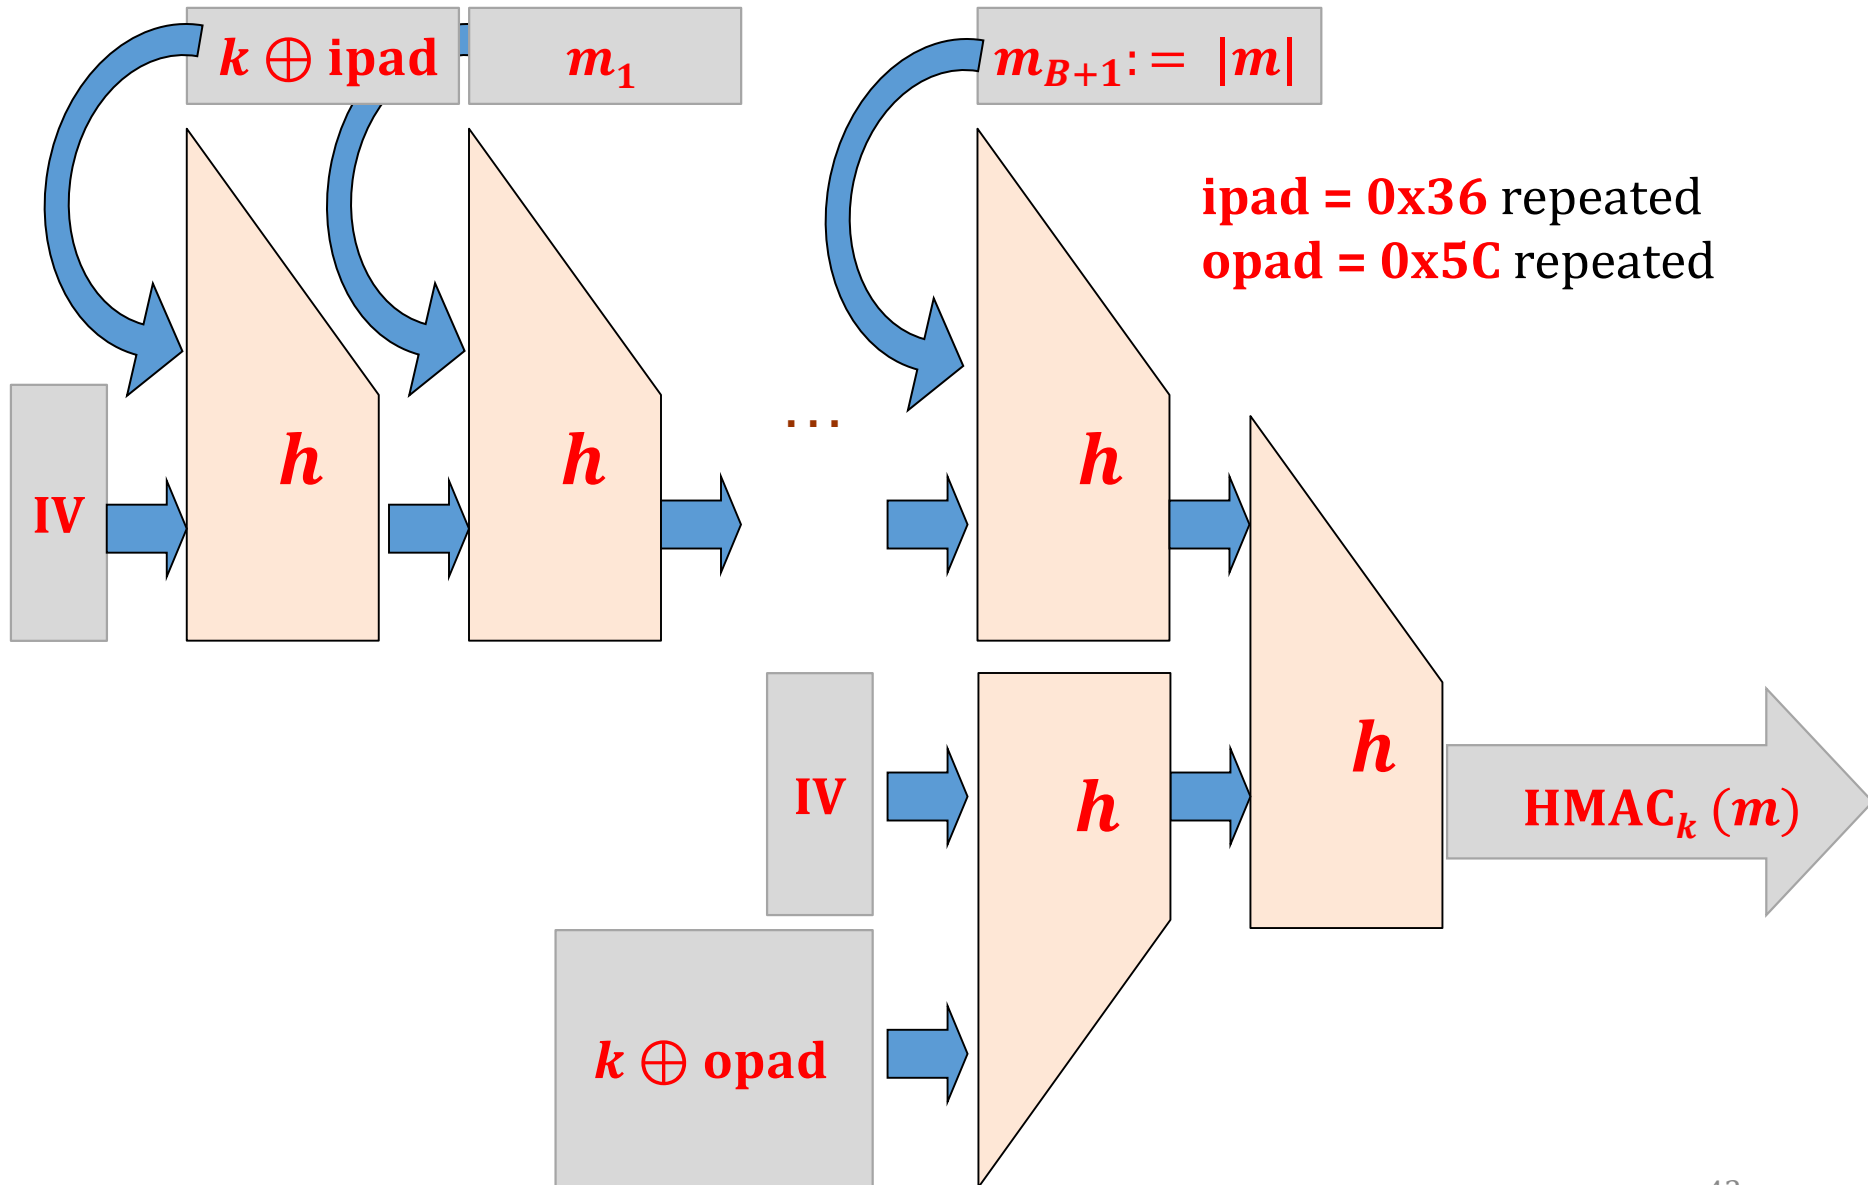 k ⊕ ipad
m₁
m_{B+1}: = |m|
ipad = 0x36 repeated
opad = 0x5C repeated
...
h
h
h
IV
h
IV
h
HMAC_k (m)
k ⊕ opad